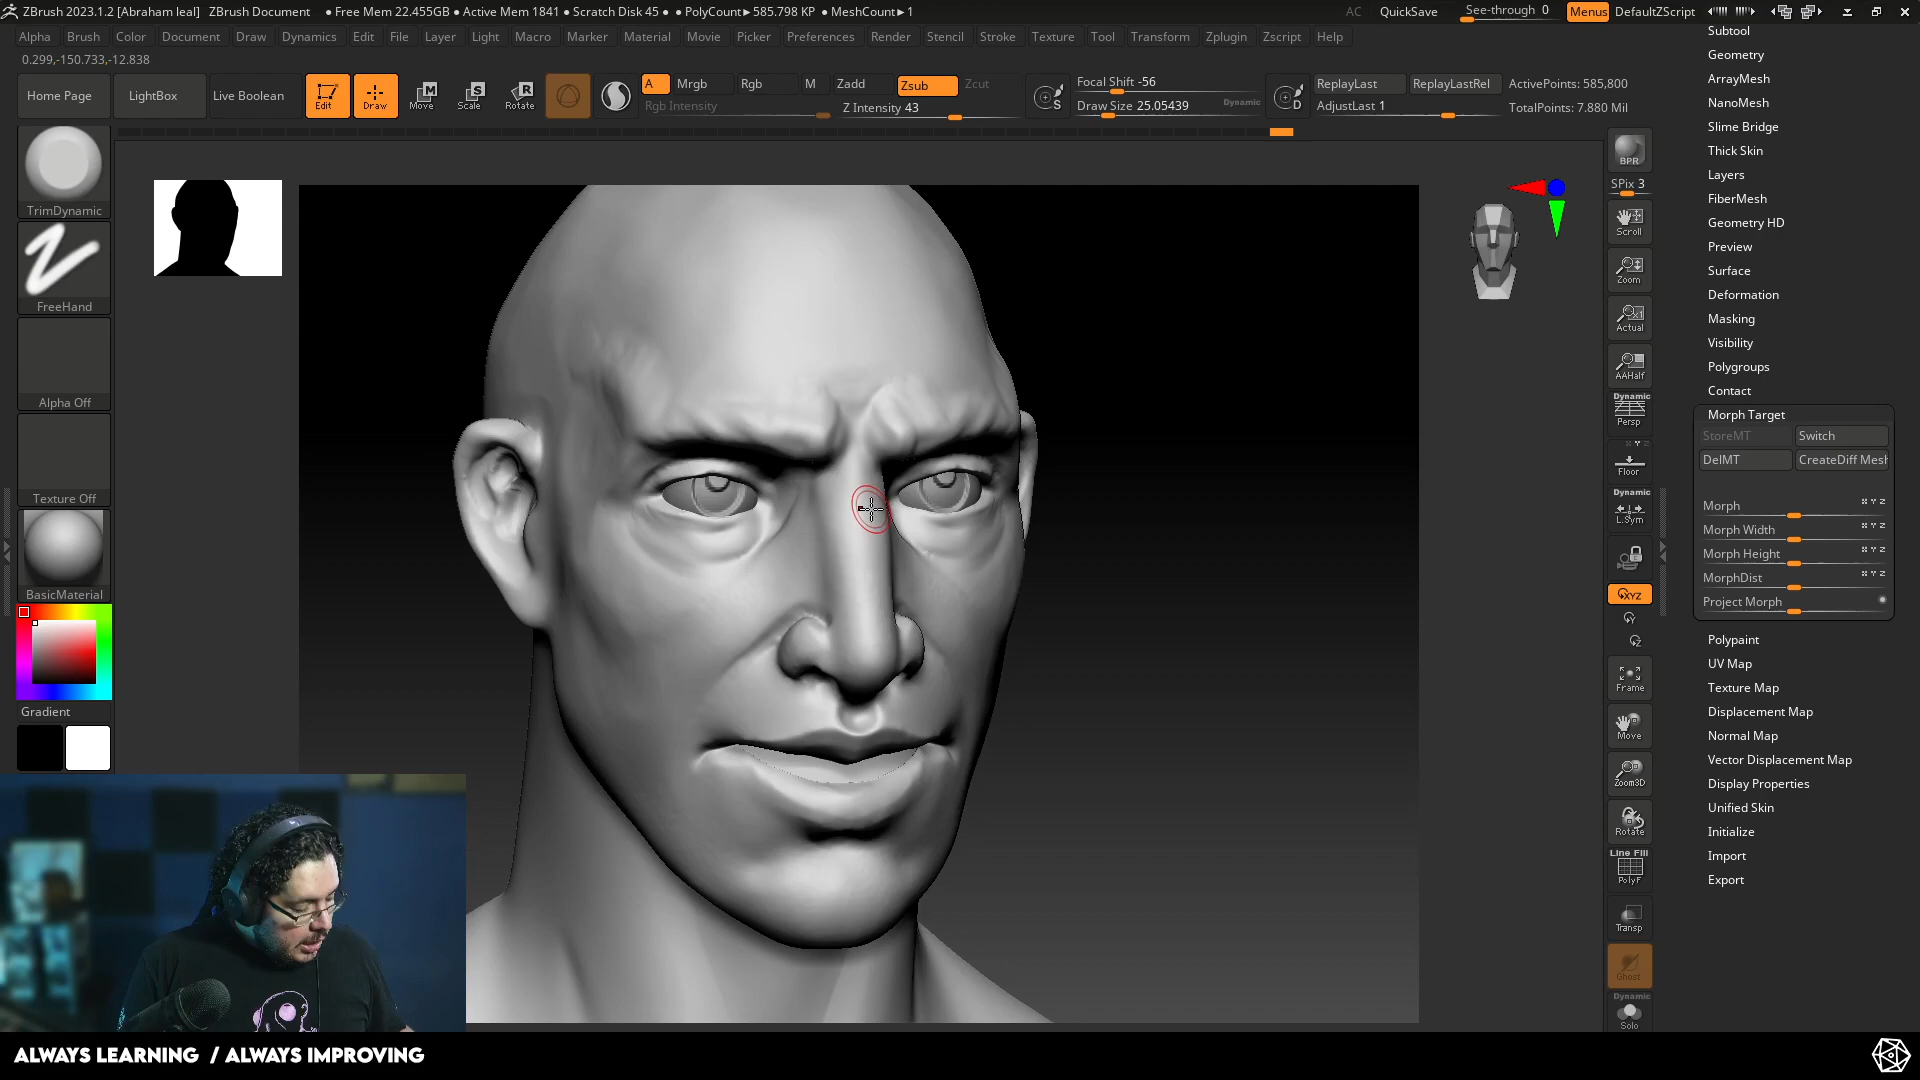 ZBrush 2023.1.2 [Abraham leal] ZBrush Document ● Free Mem 22.455GB ● Active Mem 1841 ● Scratch Disk 45 ● ● PolyCount► 585.798 KP ● MeshCount► 1 AC QuickSave See-through 0 Menus DefaultZScript
Alpha Brush Color Document Draw Dynamics Edit File Layer Light Macro Marker Material Movie Picker Preferences Render Stencil Stroke Texture Tool Transform Zplugin Zscript Help
0.299,-150.733,-12.838
Home Page LightBox Live Boolean Edit Draw Move Scale Rotate
A Mrgb Rgb M Zadd Zsub Zcut
Rgb Intensity Z Intensity 43
Focal Shift -56
Draw Size 25.05439 Dynamic
ReplayLast ReplayLastRel ActivePoints: 585,800
AdjustLast 1 TotalPoints: 7.880 Mil
TrimDynamic
FreeHand
Alpha Off
Texture Off
BasicMaterial
Gradient
BPR
SPix 3
Scroll
Zoom
Actual
AAHalf
Dynamic
Persp
Floor
Dynamic
L.Sym
XYZ
Y
Z
Frame
Move
Zoom3D
Rotate
Line Fill
PolyF
Transp
Ghost
Dynamic
Solo
Subtool
Geometry
ArrayMesh
NanoMesh
Slime Bridge
Thick Skin
Layers
FiberMesh
Geometry HD
Preview
Surface
Deformation
Masking
Visibility
Polygroups
Contact
Morph Target
StoreMT Switch
DelMT CreateDiff Mesh
Morph X Y Z
Morph Width X Y Z
Morph Height X Y Z
MorphDist X Y Z
Project Morph
Polypaint
UV Map
Texture Map
Displacement Map
Normal Map
Vector Displacement Map
Display Properties
Unified Skin
Initialize
Import
Export
ALWAYS LEARNING / ALWAYS IMPROVING